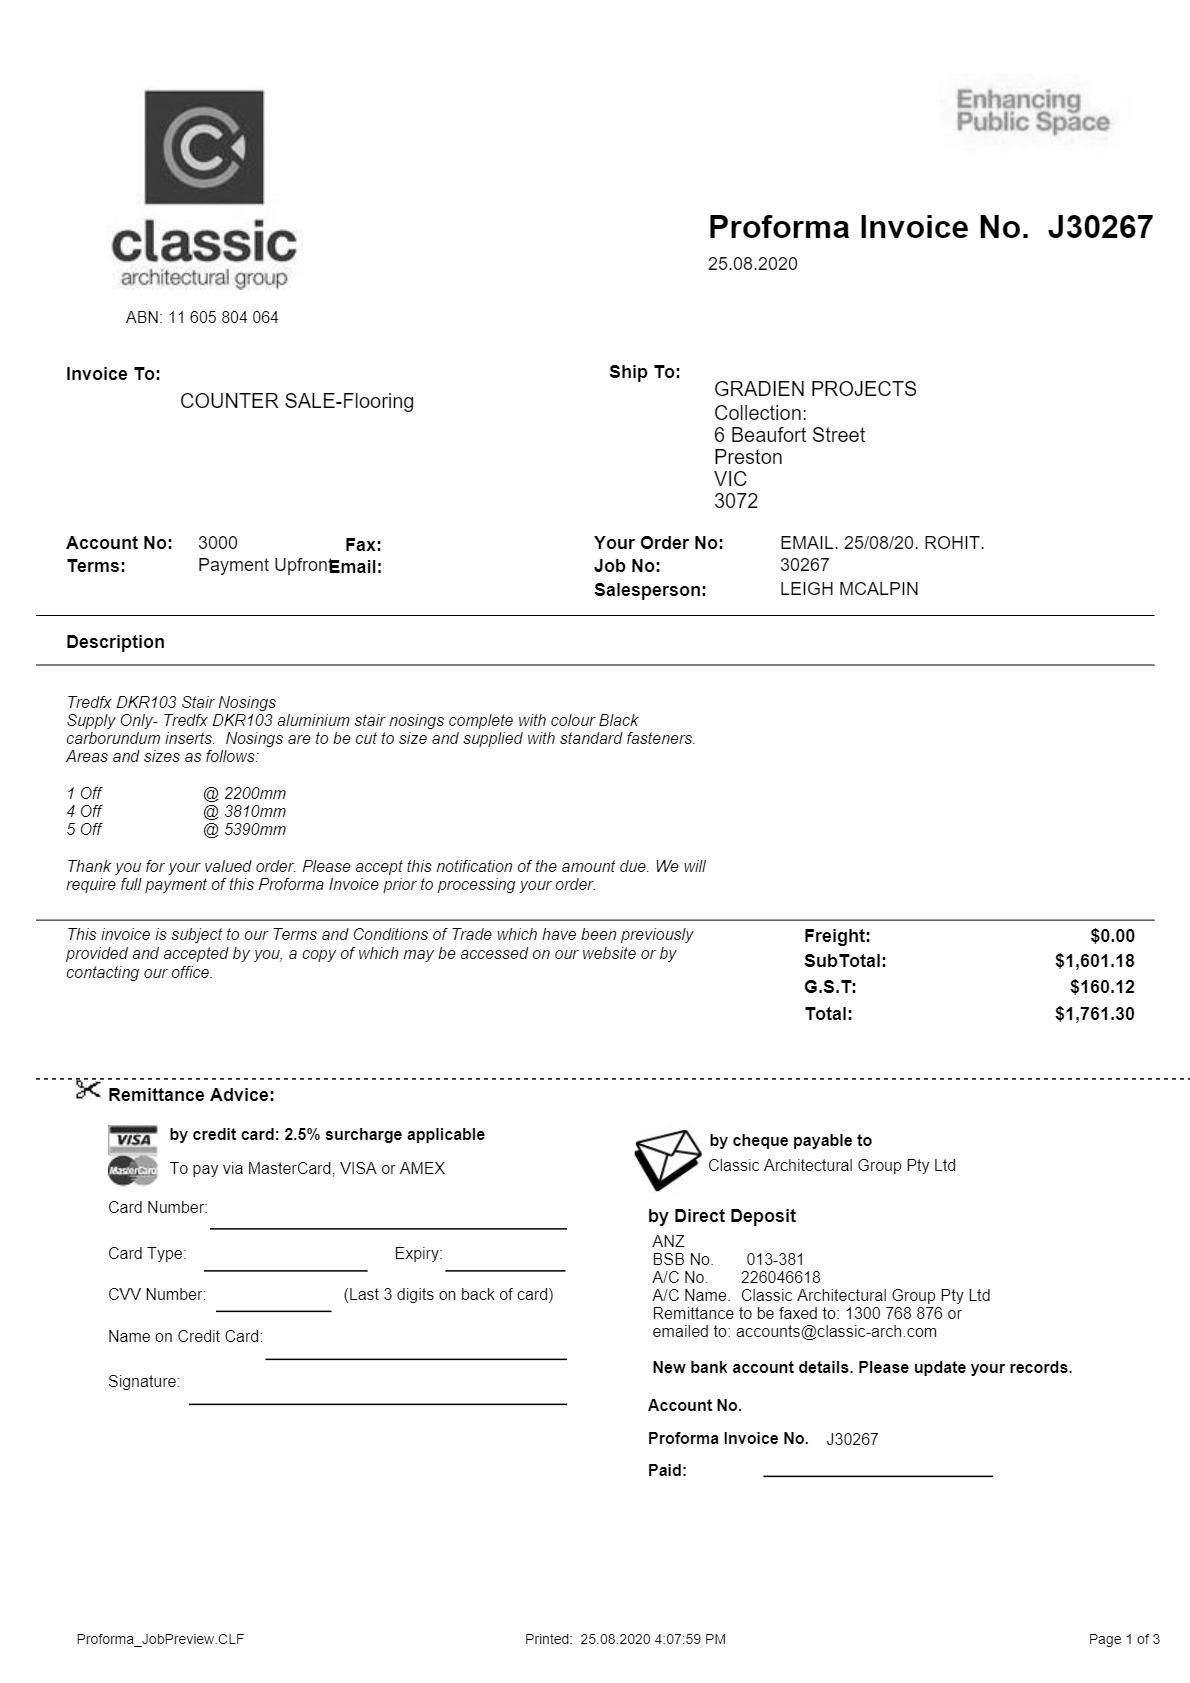 Enhancing
Public Space
classic
architectural group
ABN: 11 605 804 064
Proforma Invoice No. J30267
25.08.2020
Invoice To:
COUNTER SALE-Flooring
Ship To:
GRADIEN PROJECTS
Collection:
6 Beaufort Street
Preston
VIC
3072
Account No: 3000 Fax:
Terms: Payment Upfront Email:
Your Order No: EMAIL. 25/08/20. ROHIT.
Job No: 30267
Salesperson: LEIGH MCALPIN
Description
Tredfx DKR103 Stair Nosings
Supply Only- Tredfx DKR103 aluminium stair nosings complete with colour Black
carborundum inserts. Nosings are to be cut to size and supplied with standard fasteners.
Areas and sizes as follows:
1 Off @ 2200mm
4 Off @ 3810mm
5 Off @ 5390mm
Thank you for your valued order. Please accept this notification of the amount due. We will
require full payment of this Proforma Invoice prior to processing your order.
This invoice is subject to our Terms and Conditions of Trade which have been previously
provided and accepted by you, a copy of which may be accessed on our website or by
contacting our office.
Freight: $0.00
SubTotal: $1,601.18
G.S.T: $160.12
Total: $1,761.30
Remittance Advice:
VISA
MasterCard
by credit card: 2.5% surcharge applicable
To pay via MasterCard, VISA or AMEX
Card Number:
Card Type: Expiry:
CVV Number: (Last 3 digits on back of card)
Name on Credit Card:
Signature:
by cheque payable to
Classic Architectural Group Pty Ltd
by Direct Deposit
ANZ
BSB No. 013-381
A/C No. 226046618
A/C Name. Classic Architectural Group Pty Ltd
Remittance to be faxed to: 1300 768 876 or
emailed to: accounts@classic-arch.com
New bank account details. Please update your records.
Account No.
Proforma Invoice No. J30267
Paid:
Proforma_JobPreview.CLF Printed: 25.08.2020 4:07:59 PM Page 1 of 3